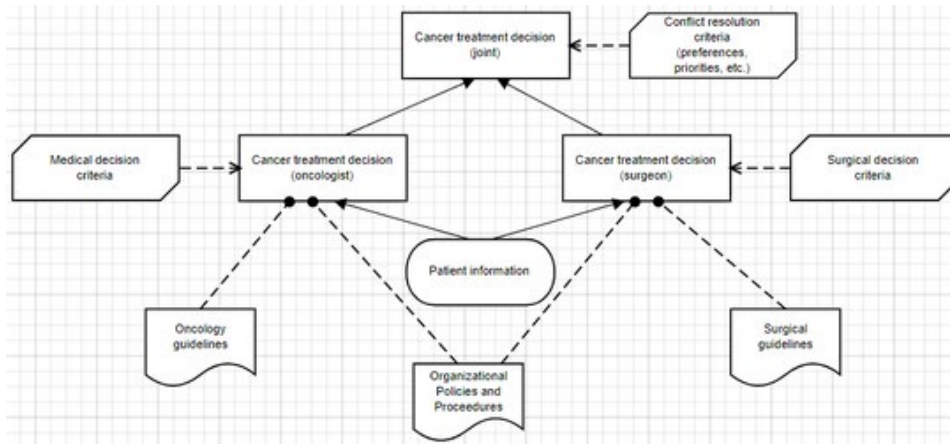 Cancer treatment decision
(joint)
Conflict resolution
criteria
(preferences,
priorities, etc.)
Medical decision
criteria
Cancer treatment decision
(oncologist)
Cancer treatment decision
(surgeon)
Surgical decision
criteria
Patient information
Oncology
guidelines
Organizational
Policies and
Proceedures
Surgical
guidelines